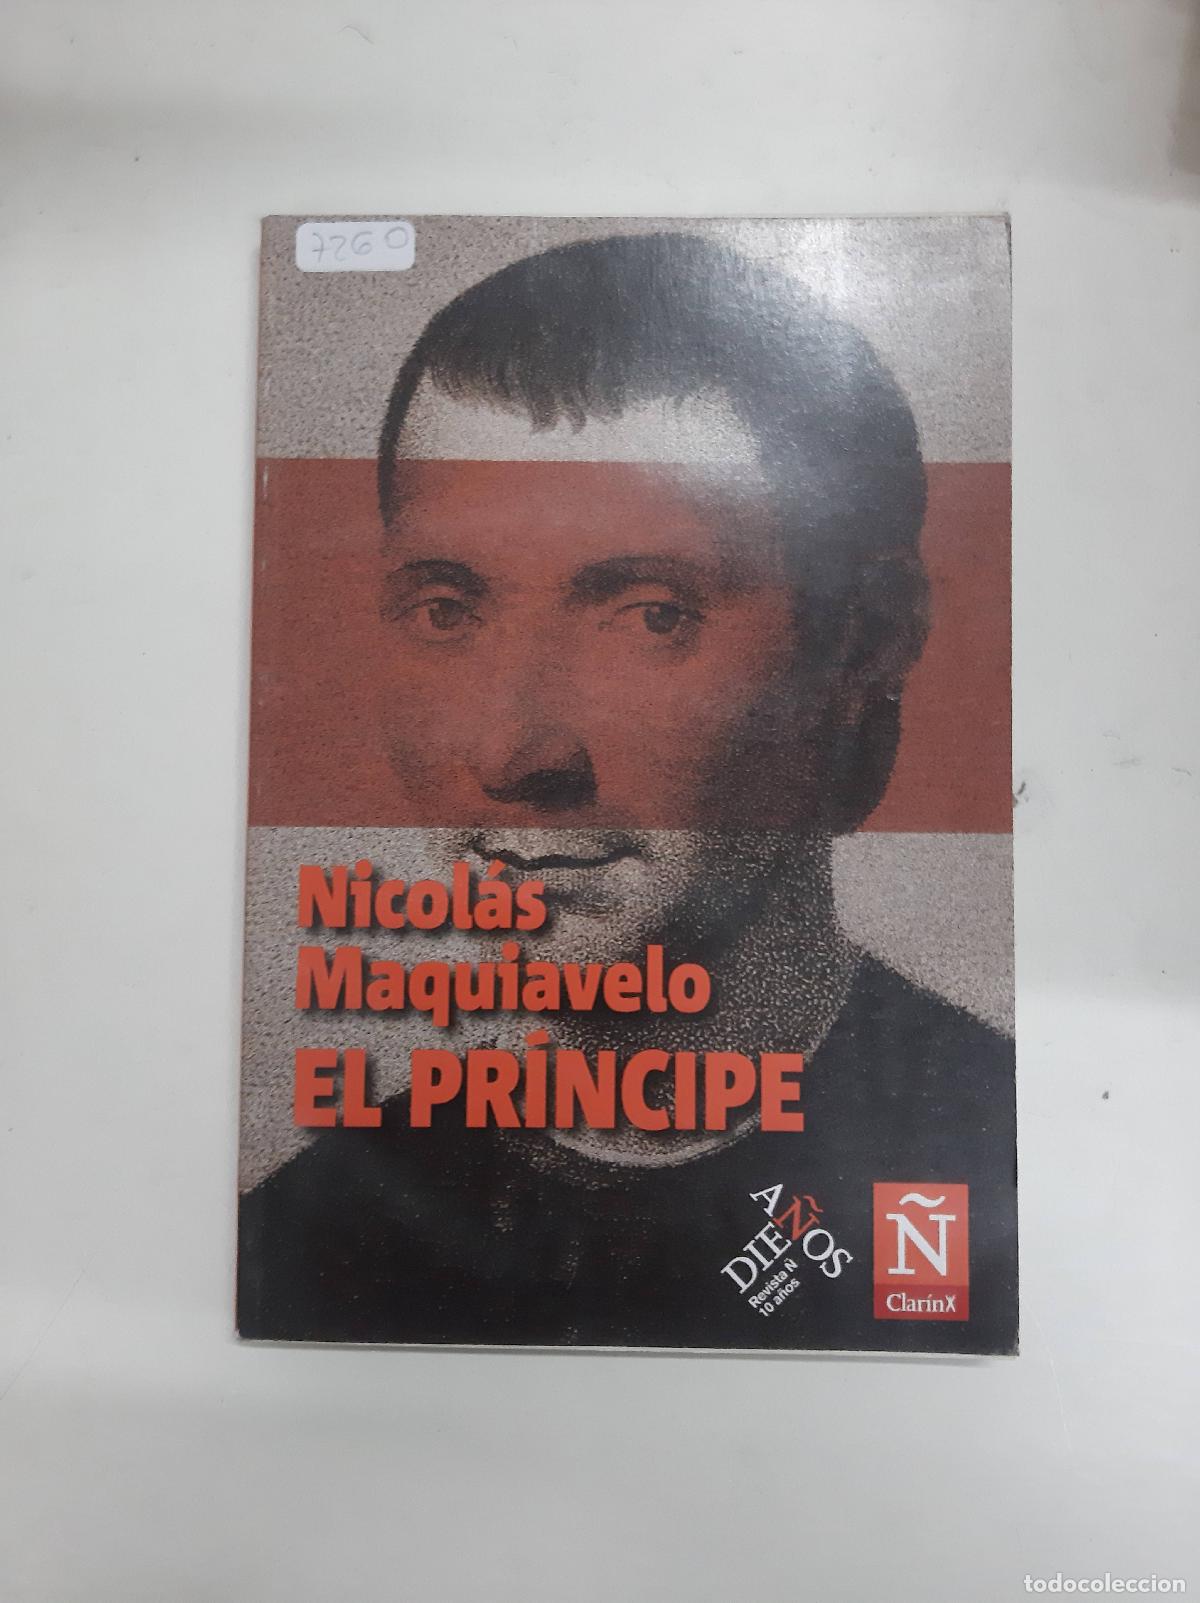 7260
Nicolás
Maquiavelo
EL PRÍNCIPE
DIEZ AÑOS
Revista Ñ
10 años
Ñ
Clarín
todocoleccion